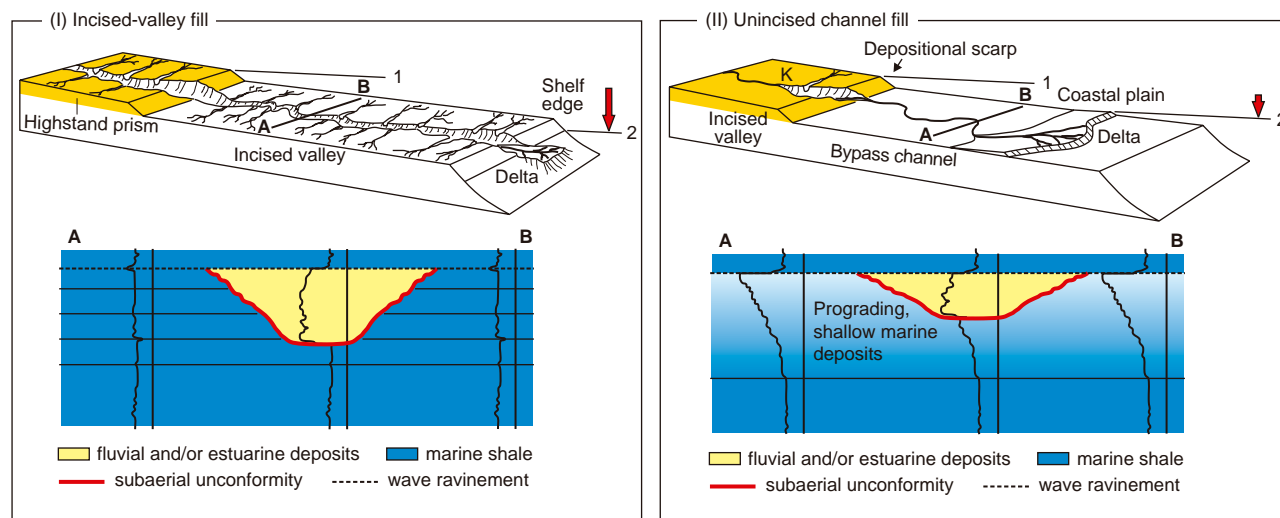 (I) Incised-valley fill
1
Shelf
edge
B
2
Highstand prism
A
Incised valley
Delta
A
B
fluvial and/or estuarine deposits
marine shale
subaerial unconformity
wave ravinement
(II) Unincised channel fill
Depositional scarp
K
1
B
Coastal plain
2
Incised
valley
A
Delta
Bypass channel
A
B
Prograding,
shallow marine
deposits
fluvial and/or estuarine deposits
marine shale
subaerial unconformity
wave ravinement